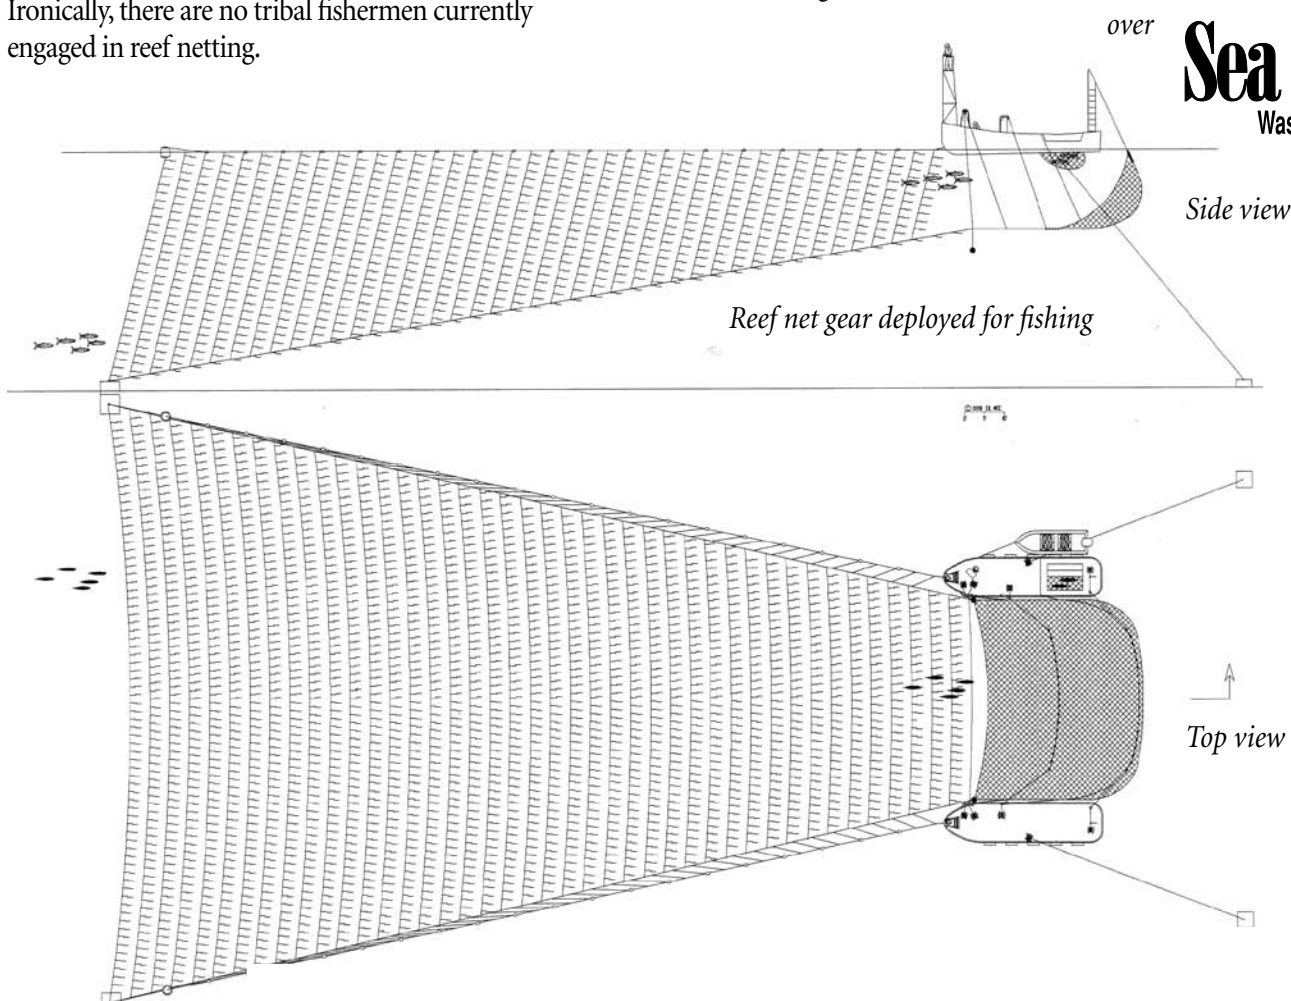 Ironically, there are no tribal fishermen currently
engaged in reef netting.
over
Sea
Was
Side view
Reef net gear deployed for fishing
Top view